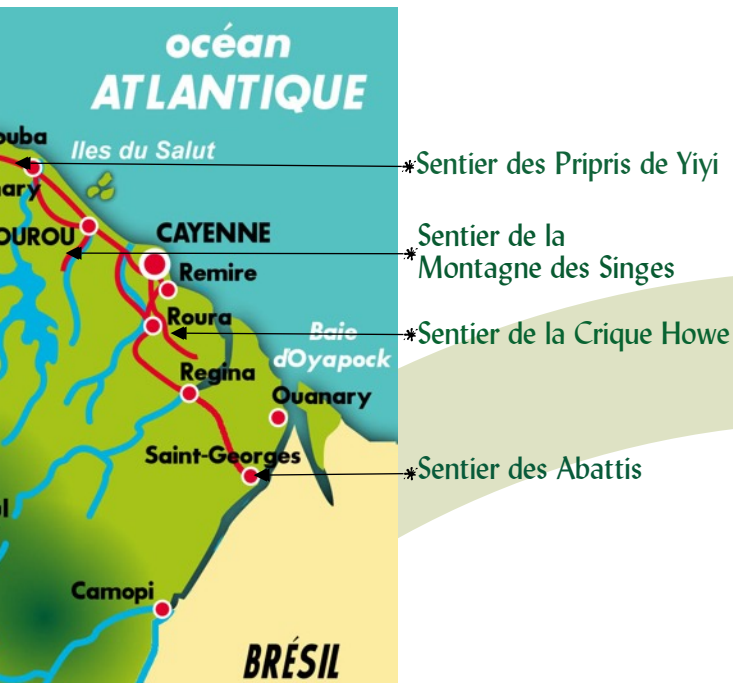 océan
ATLANTIQUE
ouba
Iles du Salut
Sentier des Pripris de Yiyi
nary
OUROU
CAYENNE
Sentier de la
Montagne des Singes
Remire
Roura
Baie
d'Oyapock
Sentier de la Crique Howe
Regina
Ouanary
Saint-Georges
Sentier des Abattis
Camopi
BRÉSIL